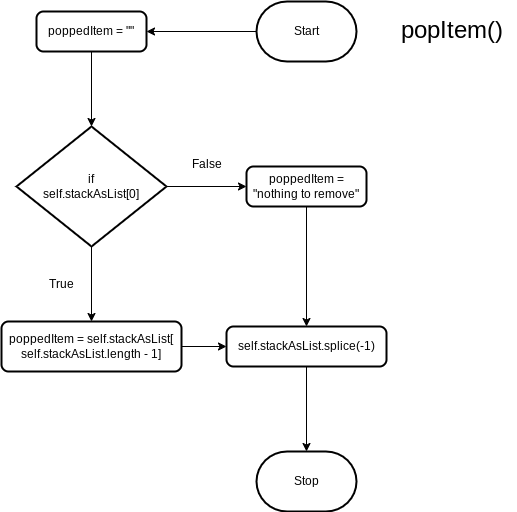 poppedItem = ""
Start
popItem()
if
self.stackAsList[0]
False
poppedItem =
"nothing to remove"
True
poppedItem = self.stackAsList[
self.stackAsList.length - 1]
self.stackAsList.splice(-1)
Stop